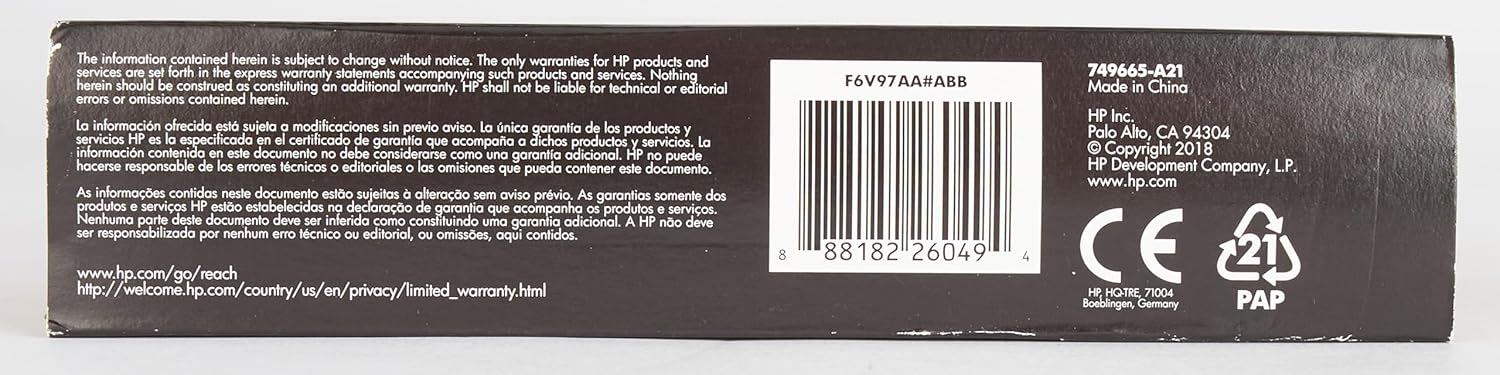 The information contained herein is subject to change without notice. The only warranties for HP products and
services are set forth in the express warranty statements accompanying such products and services. Nothing
herein should be construed as constituting an additional warranty. HP shall not be liable for technical or editorial
errors or omissions contained herein.
La información ofrecida está sujeta a modificaciones sin previo aviso. La única garantía de los productos y
servicios HP es la especificada en el certificado de garantía que acompaña a dichos productos y servicios. La
información contenida en este documento no debe considerarse como una garantía adicional. HP no puede
hacerse responsable de los errores técnicos o editoriales o las omisiones que pueda contener este documento.
As informações contidas neste documento estão sujeitas à alteração sem aviso prévio. As garantias somente dos
produtos e serviços HP estão estabelecidas na declaração de garantia que acompanha os produtos e serviços.
Nenhuma parte deste documento deve ser inferida como constituindo uma garantia adicional. A HP não deve
ser responsabilizada por nenhum erro técnico ou editorial, ou omissões, aqui contidos.
www.hp.com/go/reach
http://welcome.hp.com/country/us/en/privacy/limited_warranty.html
F6V97AA#ABB
8 88182 26049 4
749665-A21
Made in China
HP Inc.
Palo Alto, CA 94304
© Copyright 2018
HP Development Company, L.P.
www.hp.com
CE
HP, HQ-TRE, 71004
Boeblingen, Germany
21
PAP